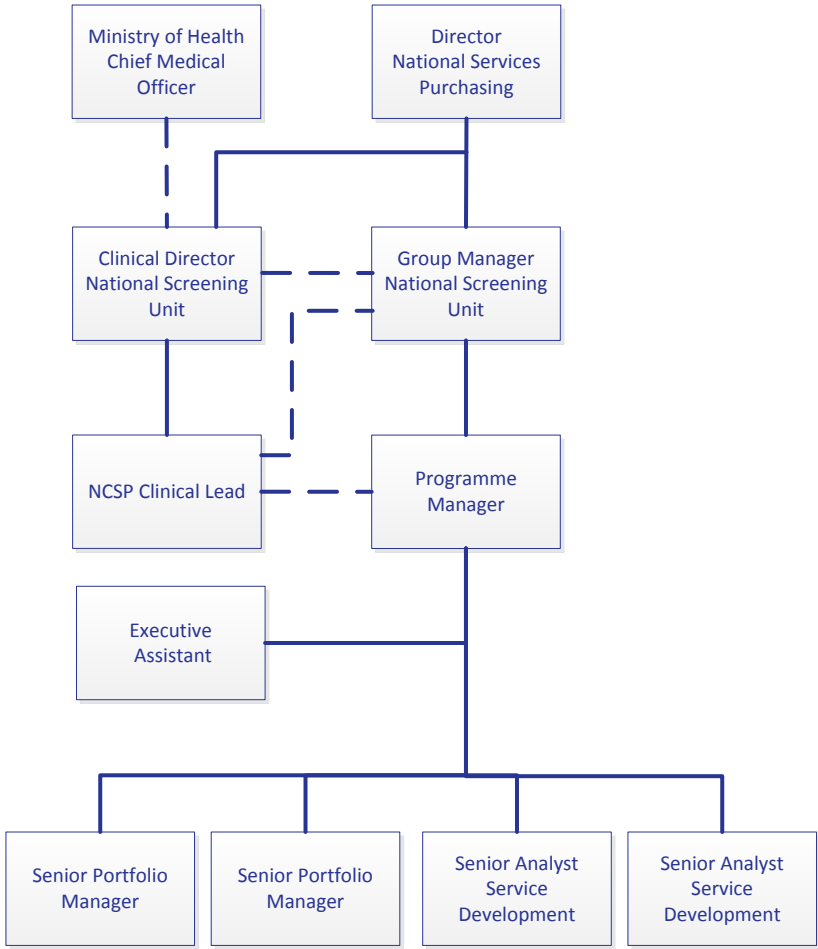 Ministry of Health
Chief Medical
Officer
Director
National Services
Purchasing
Clinical Director
National Screening
Unit
Group Manager
National Screening
Unit
NCSP Clinical Lead
Programme
Manager
Executive
Assistant
Senior Portfolio
Manager
Senior Portfolio
Manager
Senior Analyst
Service
Development
Senior Analyst
Service
Development